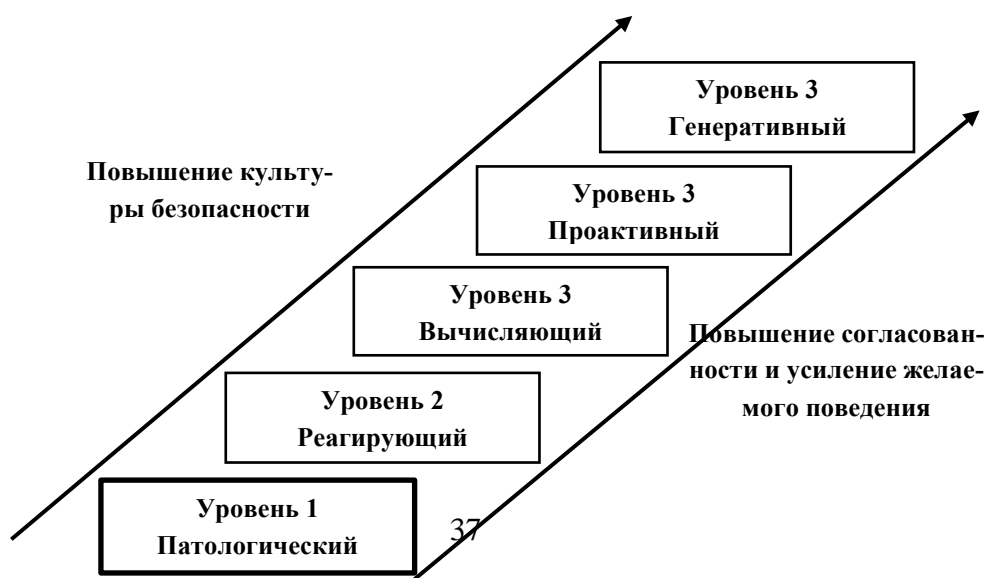 Уровень 3
Генеративный
Повышение культу-
ры безопасности
Уровень 3
Проактивный
Уровень 3
Вычисляющий
Повышение согласован-
ности и усиление желае-
мого поведения
Уровень 2
Реагирующий
Уровень 1
Патологический
37